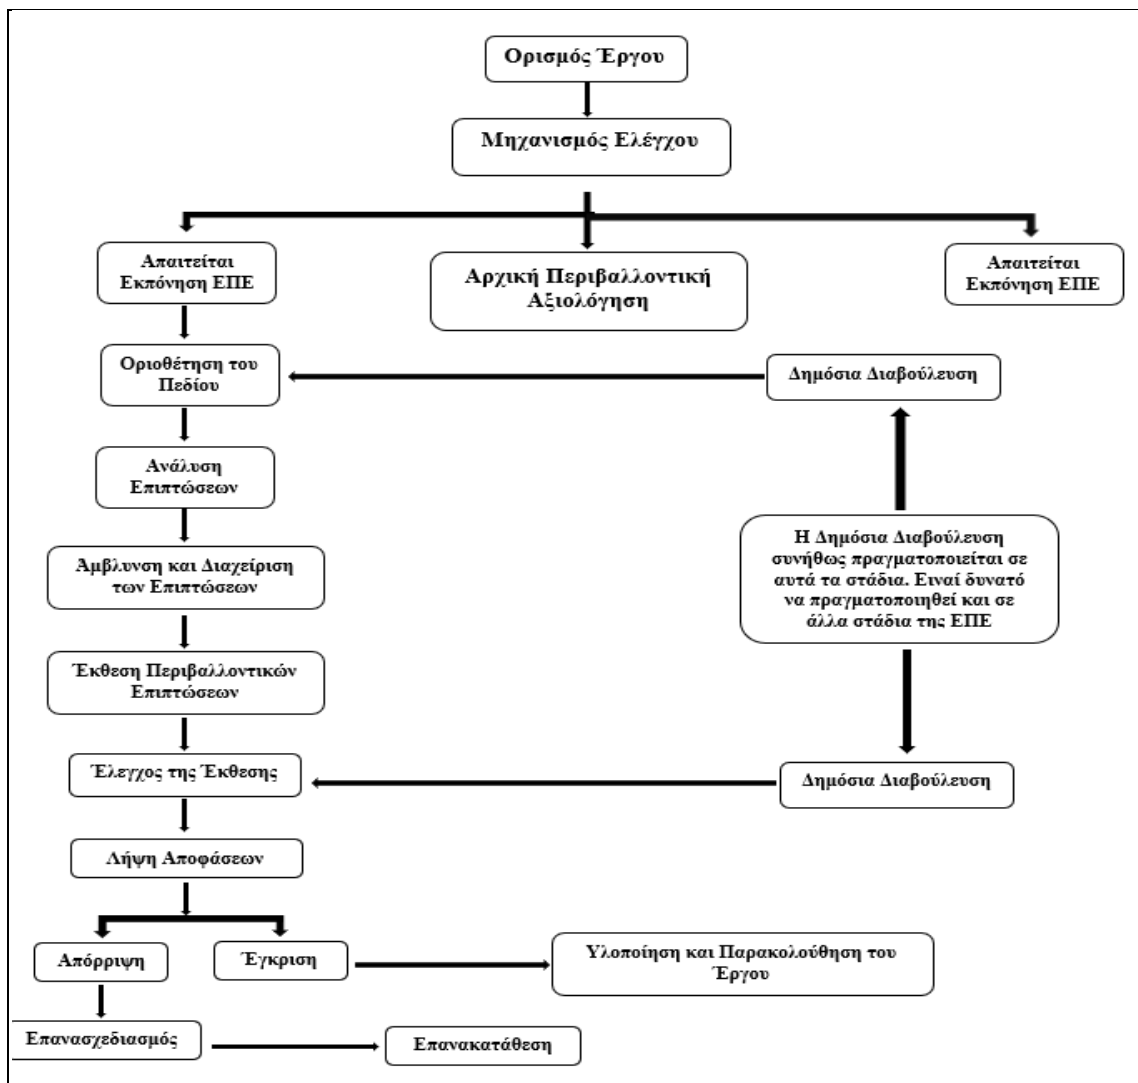 Ορισμός Έργου
Μηχανισμός Ελέγχου
Απαιτείται
Εκπόνηση ΕΠΕ
Αρχική Περιβαλλοντική
Αξιολόγηση
Απαιτείται
Εκπόνηση ΕΠΕ
Οριοθέτηση του
Πεδίου
Δημόσια Διαβούλευση
Ανάλυση
Επιπτώσεων
Η Δημόσια Διαβούλευση
συνήθως πραγματοποιείται σε
αυτά τα στάδια. Ειναί δυνατό
να πραγματοποιηθεί και σε
άλλα στάδια της ΕΠΕ
Άμβλυνση και Διαχείριση
των Επιπτώσεων
Έκθεση Περιβαλλοντικών
Επιπτώσεων
Έλεγχος της Έκθεσης
Δημόσια Διαβούλευση
Λήψη Αποφάσεων
Απόρριψη
Έγκριση
Υλοποίηση και Παρακολούθηση του
Έργου
Επανασχεδιασμός
Επανακατάθεση